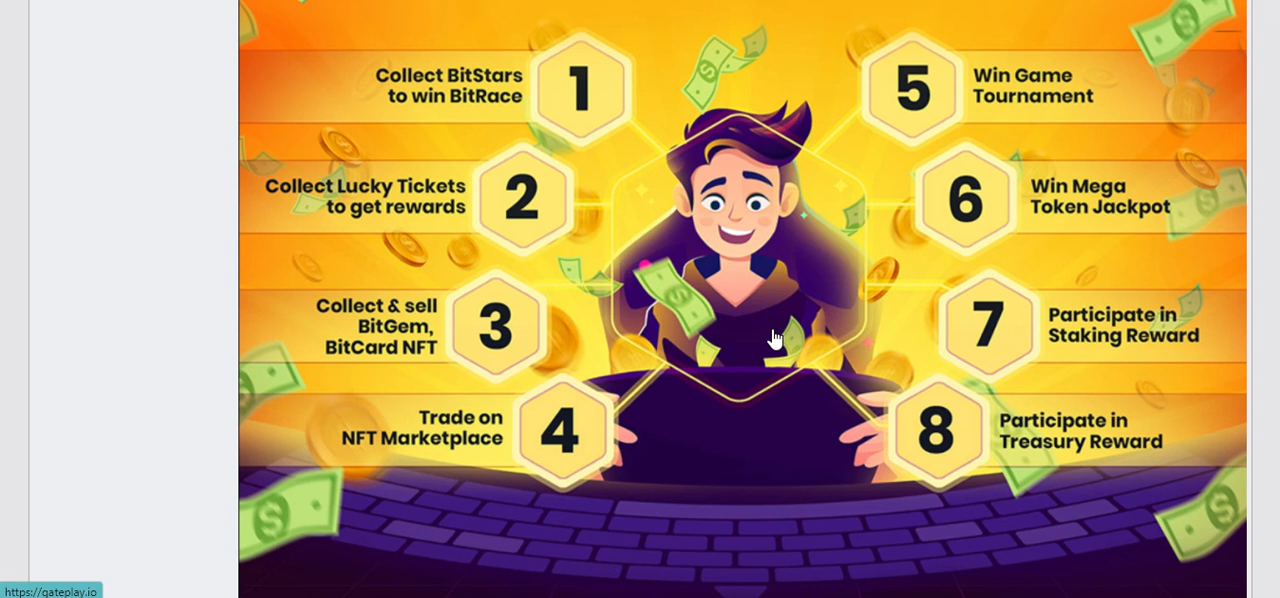 Collect BitStars
to win BitRace
1
Collect Lucky Tickets
to get rewards
2
Collect & sell
BitGem,
BitCard NFT
3
Trade on
NFT Marketplace
4
5
Win Game
Tournament
6
Win Mega
Token Jackpot
7
Participate in
Staking Reward
8
Participate in
Treasury Reward
https://gateplay.io